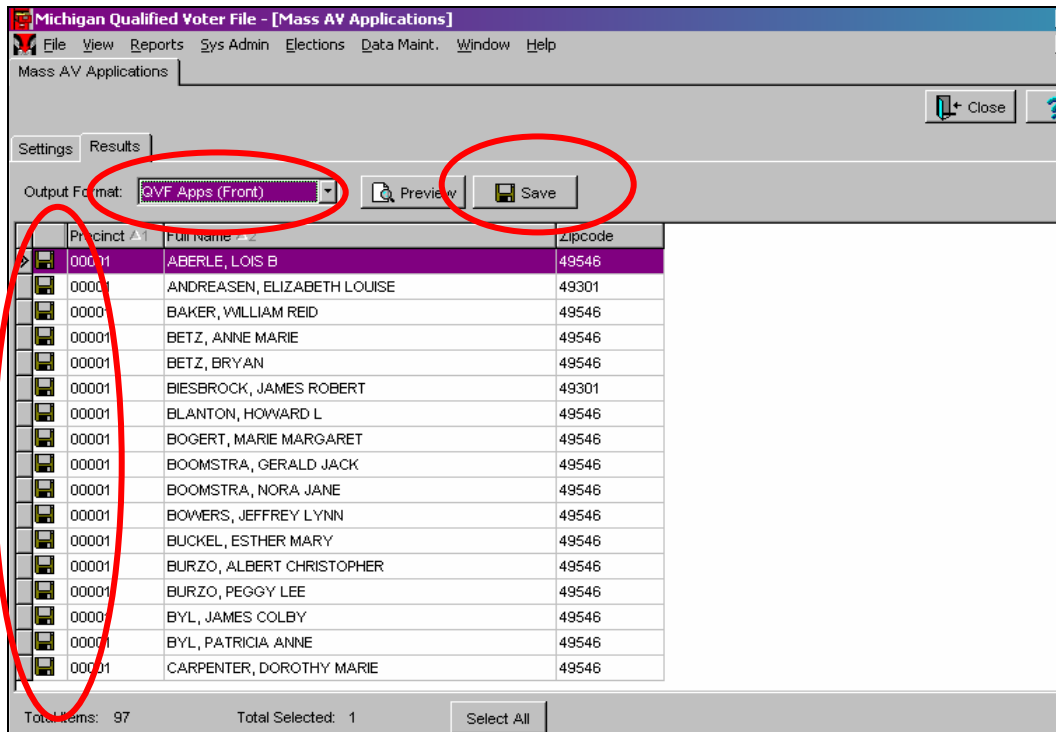 Michigan Qualified Voter File - [Mass AV Applications]
File View Reports Sys Admin Elections Data Maint. Window Help
Mass AV Applications
Close ?
Settings Results
Output Format: QVF Apps (Front) Preview Save
Precinct 1 Full Name 2 Zipcode
00001 ABERLE, LOIS B 49546
00001 ANDREASEN, ELIZABETH LOUISE 49301
00001 BAKER, WILLIAM REID 49546
00001 BETZ, ANNE MARIE 49546
00001 BETZ, BRYAN 49546
00001 BIESBROCK, JAMES ROBERT 49301
00001 BLANTON, HOWARD L 49546
00001 BOGERT, MARIE MARGARET 49546
00001 BOOMSTRA, GERALD JACK 49546
00001 BOOMSTRA, NORA JANE 49546
00001 BOWERS, JEFFREY LYNN 49546
00001 BUCKEL, ESTHER MARY 49546
00001 BURZO, ALBERT CHRISTOPHER 49546
00001 BURZO, PEGGY LEE 49546
00001 BYL, JAMES COLBY 49546
00001 BYL, PATRICIA ANNE 49546
00001 CARPENTER, DOROTHY MARIE 49546
Total Items: 97 Total Selected: 1 Select All